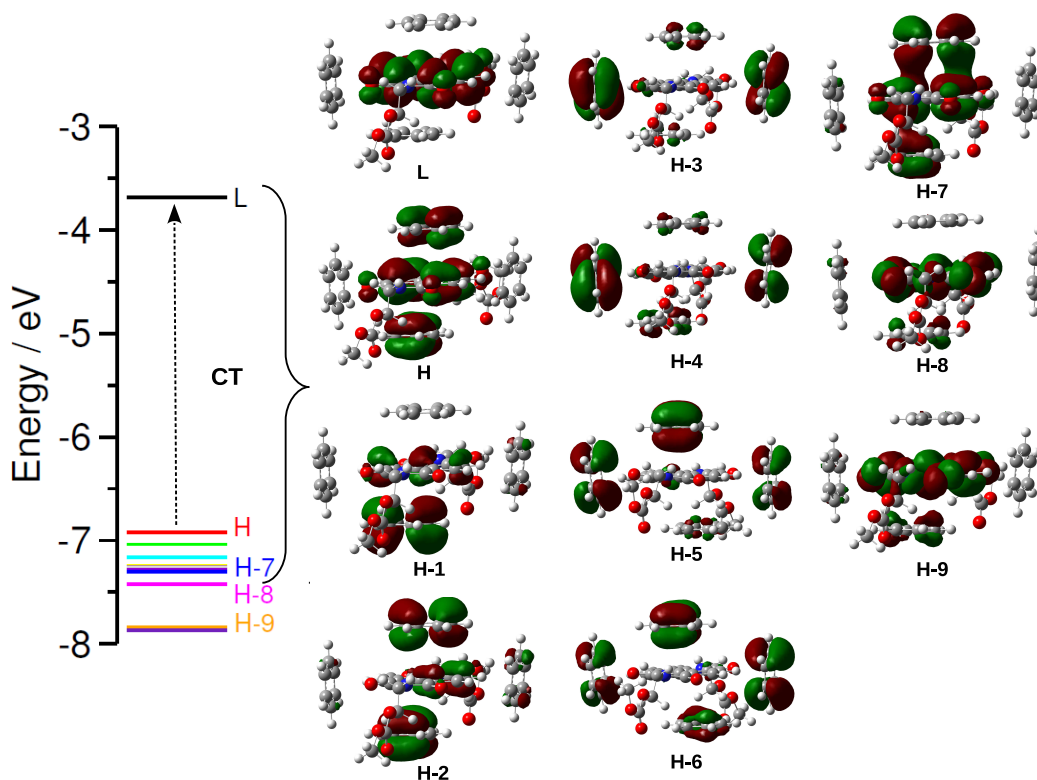 Energy / eV
-3
-4
-5
-6
-7
-8
L
CT
H
H-7
H-8
H-9
L
H-3
H-7
H
H-4
H-8
H-1
H-5
H-9
H-2
H-6